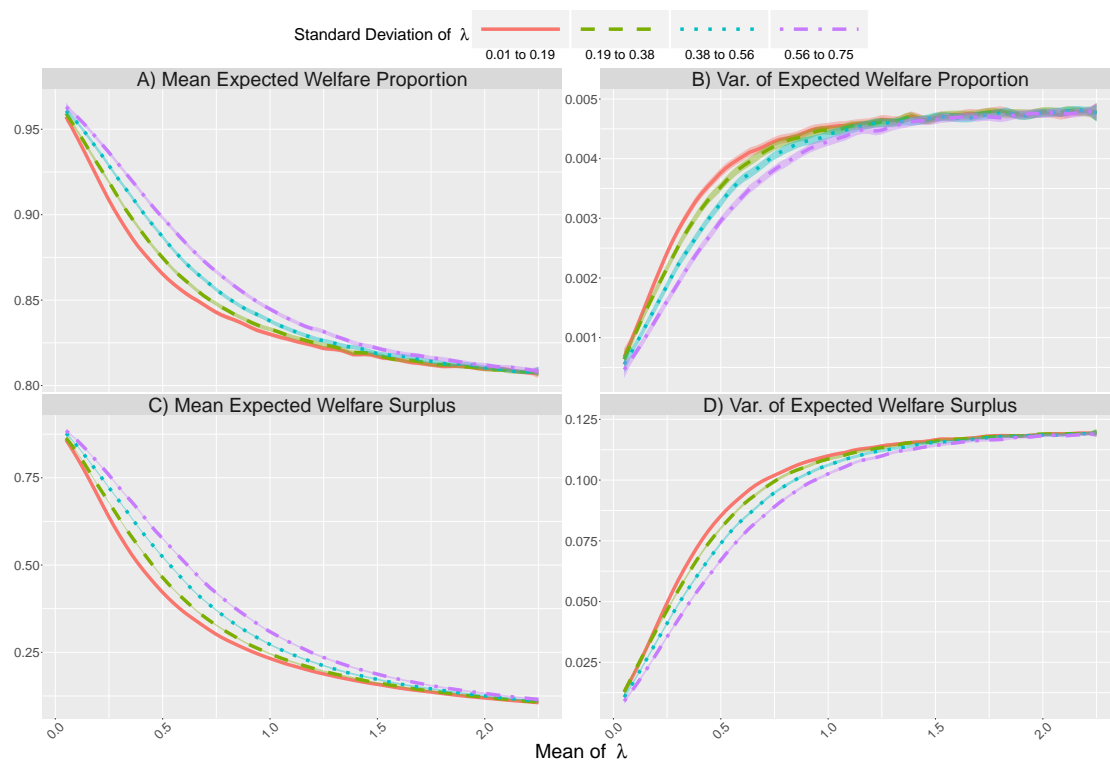 Standard Deviation of λ
0.01 to 0.19
0.19 to 0.38
0.38 to 0.56
0.56 to 0.75
A) Mean Expected Welfare Proportion
0.95
0.90
0.85
0.80
B) Var. of Expected Welfare Proportion
0.005
0.004
0.003
0.002
0.001
C) Mean Expected Welfare Surplus
0.75
0.50
0.25
0.0
0.5
1.0
1.5
2.0
D) Var. of Expected Welfare Surplus
0.125
0.100
0.075
0.050
0.025
0.0
0.5
1.0
1.5
2.0
Mean of λ